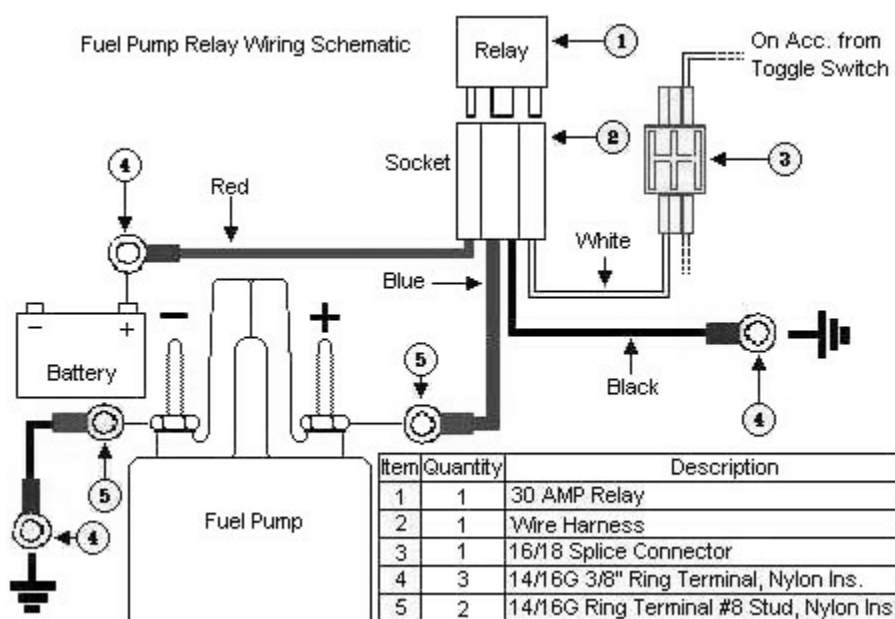 Fuel Pump Relay Wiring Schematic
Relay
1
On Acc. from
Toggle Switch
2
3
Socket
4
Red
White
Blue
- +
Battery
- +
5
Black
4
5
4
Fuel Pump
Item Quantity Description
1 1 30 AMP Relay
2 1 Wire Harness
3 1 16/18 Splice Connector
4 3 14/16G 3/8" Ring Terminal, Nylon Ins.
5 2 14/16G Ring Terminal #8 Stud, Nylon Ins